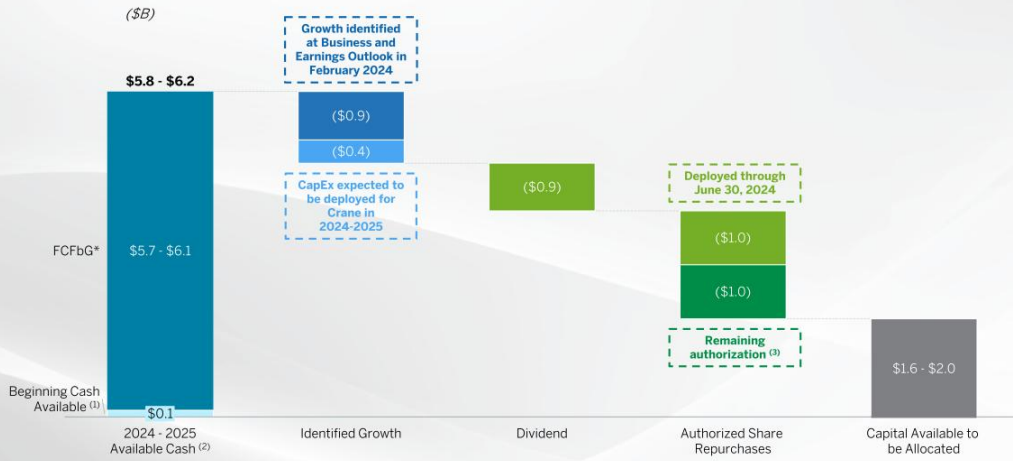 ($B)
Growth identified
at Business and
Earnings Outlook in
February 2024
$5.8 - $6.2
($0.9)
($0.4)
CapEx expected to
be deployed for
Crane in
2024-2025
($0.9)
Deployed through
June 30, 2024
FCFbG*
$5.7 - $6.1
($1.0)
($1.0)
Remaining
authorization (3)
$1.6 - $2.0
Beginning Cash
Available (1)
$0.1
2024 - 2025
Available Cash (2)
Identified Growth
Dividend
Authorized Share
Repurchases
Capital Available to
be Allocated